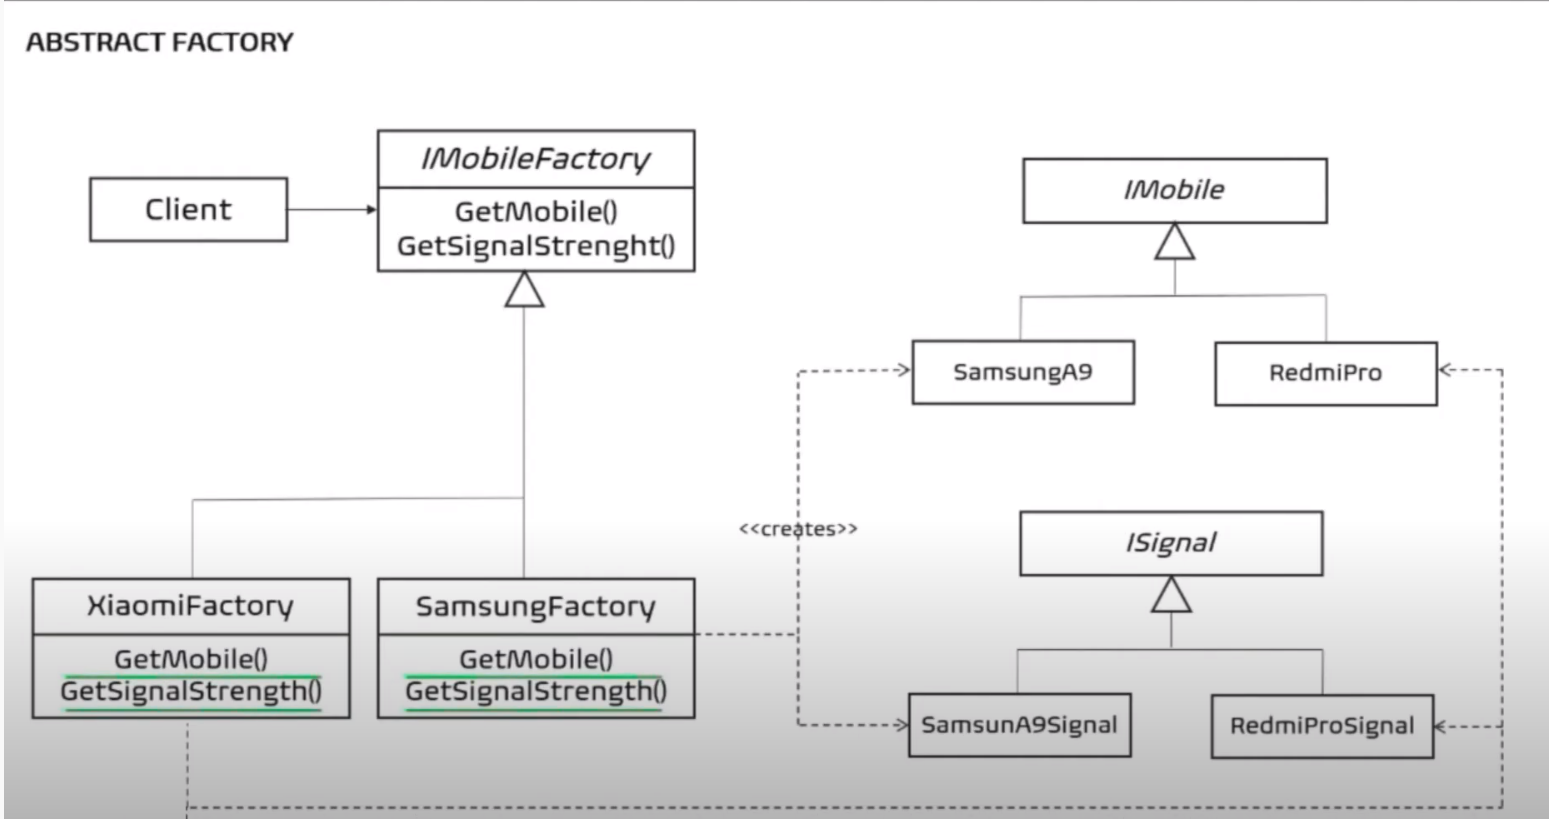 ABSTRACT FACTORY
Client
IMobileFactory
GetMobile()
GetSignalStrenght()
IMobile
SamsungA9
RedmiPro
<<creates>>
ISignal
XiaomiFactory
GetMobile()
GetSignalStrength()
SamsungFactory
GetMobile()
GetSignalStrength()
SamsunA9Signal
RedmiProSignal